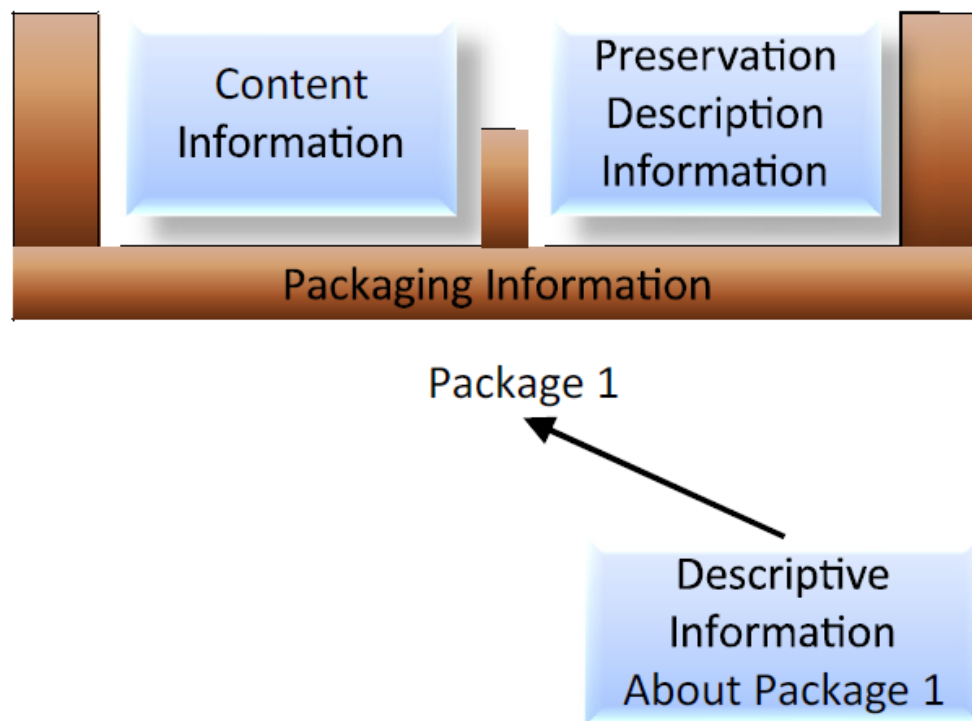 Content
Information
Preservation
Description
Information
Packaging Information
Package 1
Descriptive
Information
About Package 1